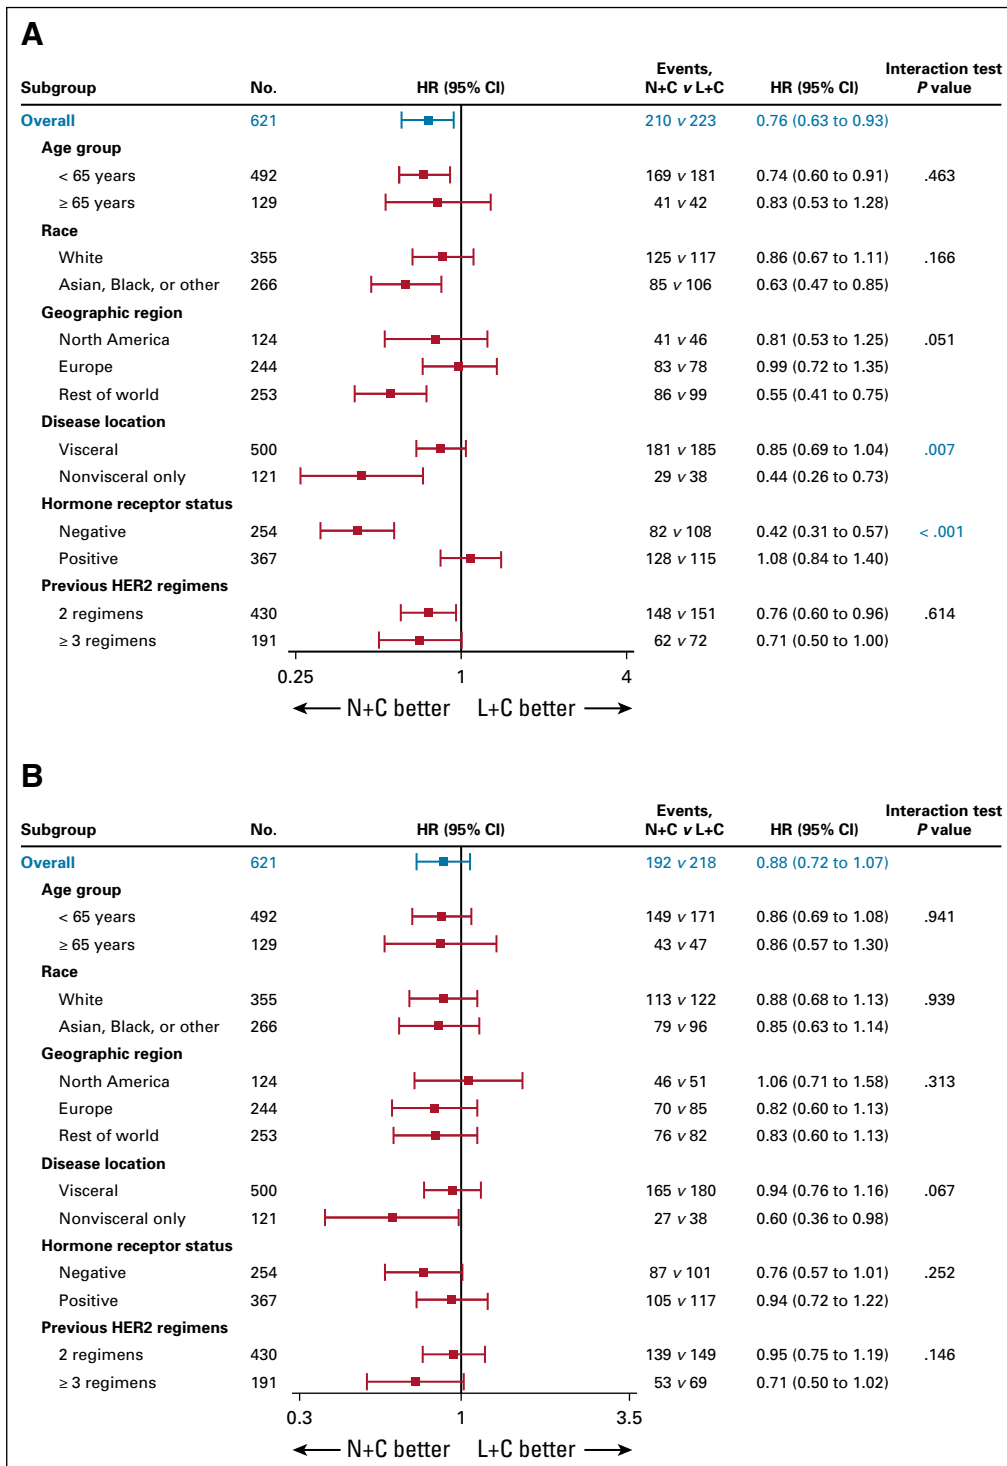 A
Subgroup No. HR (95% CI) Events, N+C v L+C HR (95% CI) Interaction test P value
Overall 621 210 v 223 0.76 (0.63 to 0.93)
Age group
< 65 years 492 169 v 181 0.74 (0.60 to 0.91) .463
≥ 65 years 129 41 v 42 0.83 (0.53 to 1.28)
Race
White 355 125 v 117 0.86 (0.67 to 1.11) .166
Asian, Black, or other 266 85 v 106 0.63 (0.47 to 0.85)
Geographic region
North America 124 41 v 46 0.81 (0.53 to 1.25) .051
Europe 244 83 v 78 0.99 (0.72 to 1.35)
Rest of world 253 86 v 99 0.55 (0.41 to 0.75)
Disease location
Visceral 500 181 v 185 0.85 (0.69 to 1.04) .007
Nonvisceral only 121 29 v 38 0.44 (0.26 to 0.73)
Hormone receptor status
Negative 254 82 v 108 0.42 (0.31 to 0.57) < .001
Positive 367 128 v 115 1.08 (0.84 to 1.40)
Previous HER2 regimens
2 regimens 430 148 v 151 0.76 (0.60 to 0.96) .614
≥ 3 regimens 191 62 v 72 0.71 (0.50 to 1.00)
0.25 1 4
N+C better L+C better
B
Subgroup No. HR (95% CI) Events, N+C v L+C HR (95% CI) Interaction test P value
Overall 621 192 v 218 0.88 (0.72 to 1.07)
Age group
< 65 years 492 149 v 171 0.86 (0.69 to 1.08) .941
≥ 65 years 129 43 v 47 0.86 (0.57 to 1.30)
Race
White 355 113 v 122 0.88 (0.68 to 1.13) .939
Asian, Black, or other 266 79 v 96 0.85 (0.63 to 1.14)
Geographic region
North America 124 46 v 51 1.06 (0.71 to 1.58) .313
Europe 244 70 v 85 0.82 (0.60 to 1.13)
Rest of world 253 76 v 82 0.83 (0.60 to 1.13)
Disease location
Visceral 500 165 v 180 0.94 (0.76 to 1.16) .067
Nonvisceral only 121 27 v 38 0.60 (0.36 to 0.98)
Hormone receptor status
Negative 254 87 v 101 0.76 (0.57 to 1.01) .252
Positive 367 105 v 117 0.94 (0.72 to 1.22)
Previous HER2 regimens
2 regimens 430 139 v 149 0.95 (0.75 to 1.19) .146
≥ 3 regimens 191 53 v 69 0.71 (0.50 to 1.02)
0.3 1 3.5
N+C better L+C better